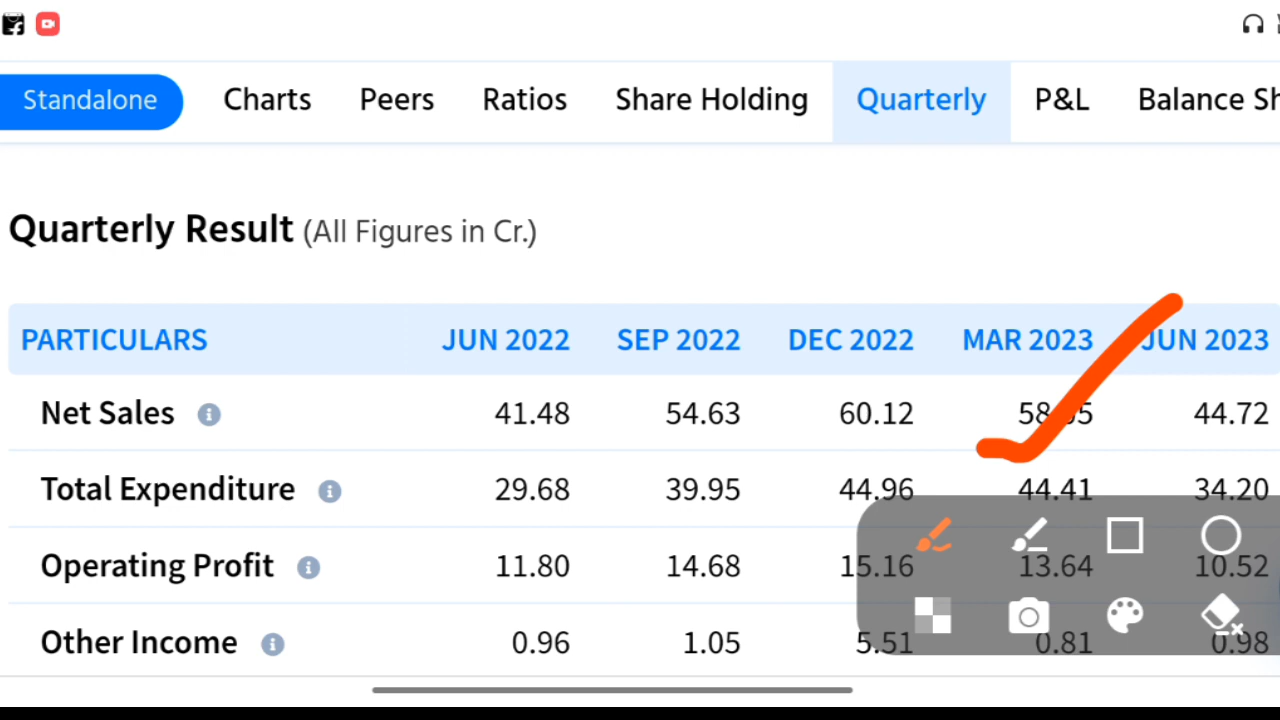 Standalone Charts Peers Ratios Share Holding Quarterly P&L Balance Sh
Quarterly Result (All Figures in Cr.)
PARTICULARS JUN 2022 SEP 2022 DEC 2022 MAR 2023 JUN 2023
Net Sales 41.48 54.63 60.12 44.72
Total Expenditure 29.68 39.95 44.96 44.41 34.20
Operating Profit 11.80 14.68 15.16 13.64 10.52
Other Income 0.96 1.05 5.51 0.81 0.98